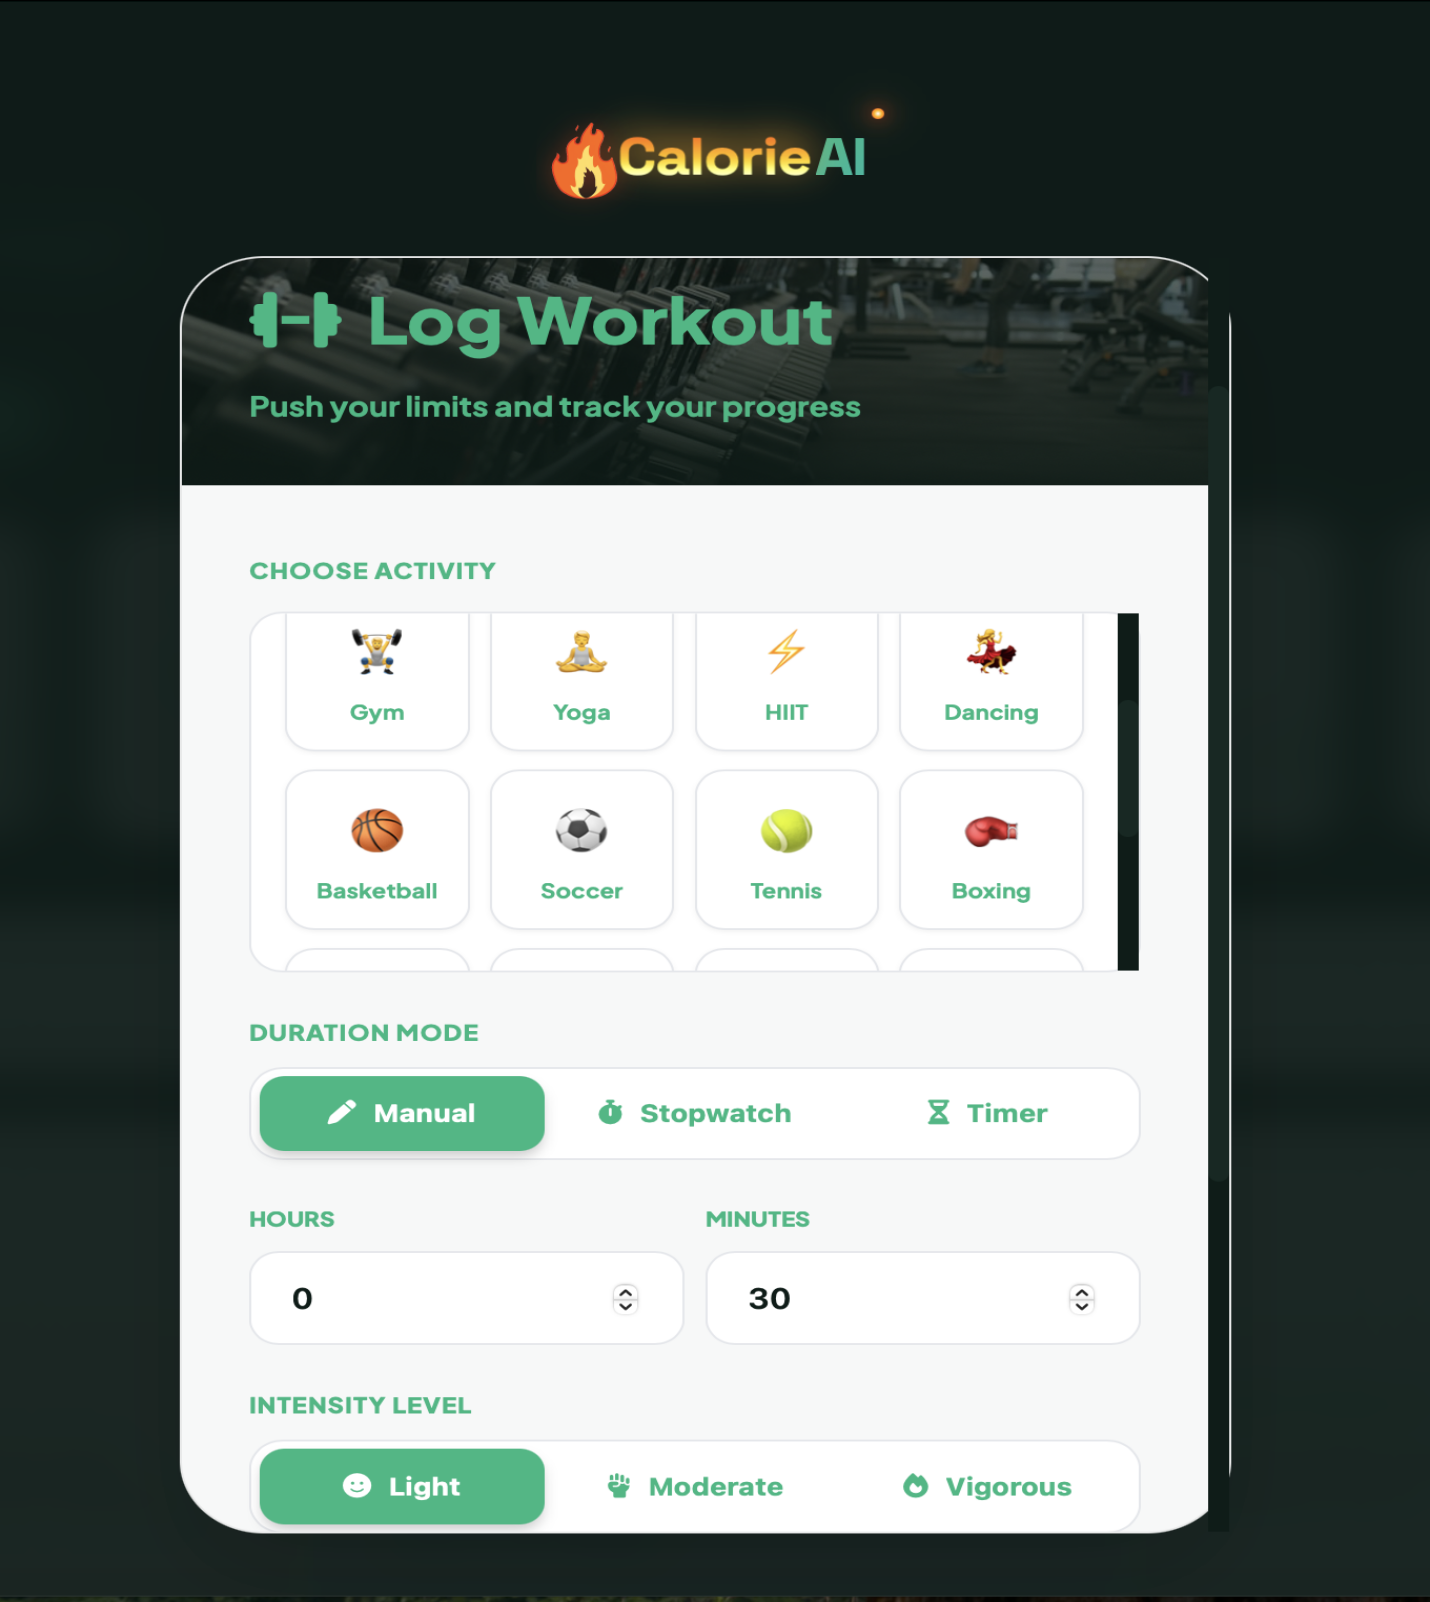 CalorieAI
Log Workout
Push your limits and track your progress
CHOOSE ACTIVITY
Gym Yoga HIIT Dancing
Basketball Soccer Tennis Boxing
DURATION MODE
Manual Stopwatch Timer
HOURS MINUTES
0 30
INTENSITY LEVEL
Light Moderate Vigorous